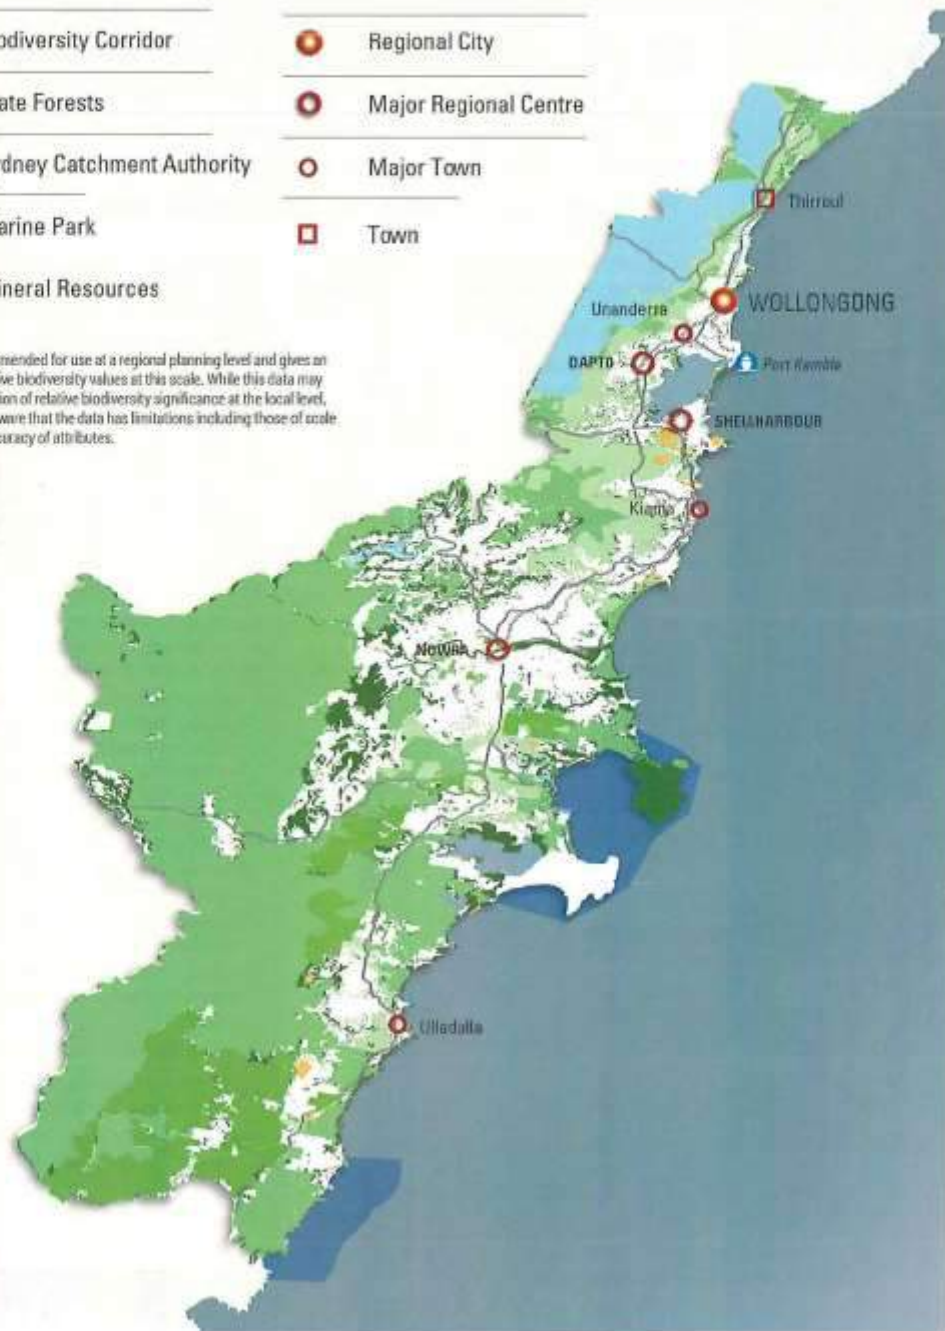 odiversity Corridor
ate Forests
dney Catchment Authority
arine Park
ineral Resources
Regional City
Major Regional Centre
Major Town
Town
mended for use at a regional planning level and gives an
ve biodiversity values at this scale. While this data may
ion of relative biodiversity significance at the local level,
ware that the data has limitations including those of scale
curacy of attributes.
Thirroul
WOLLONGONG
Unanderra
DAPTO
Port Kembla
SHELLHARBOUR
Kiama
NOWRA
Ulladulla